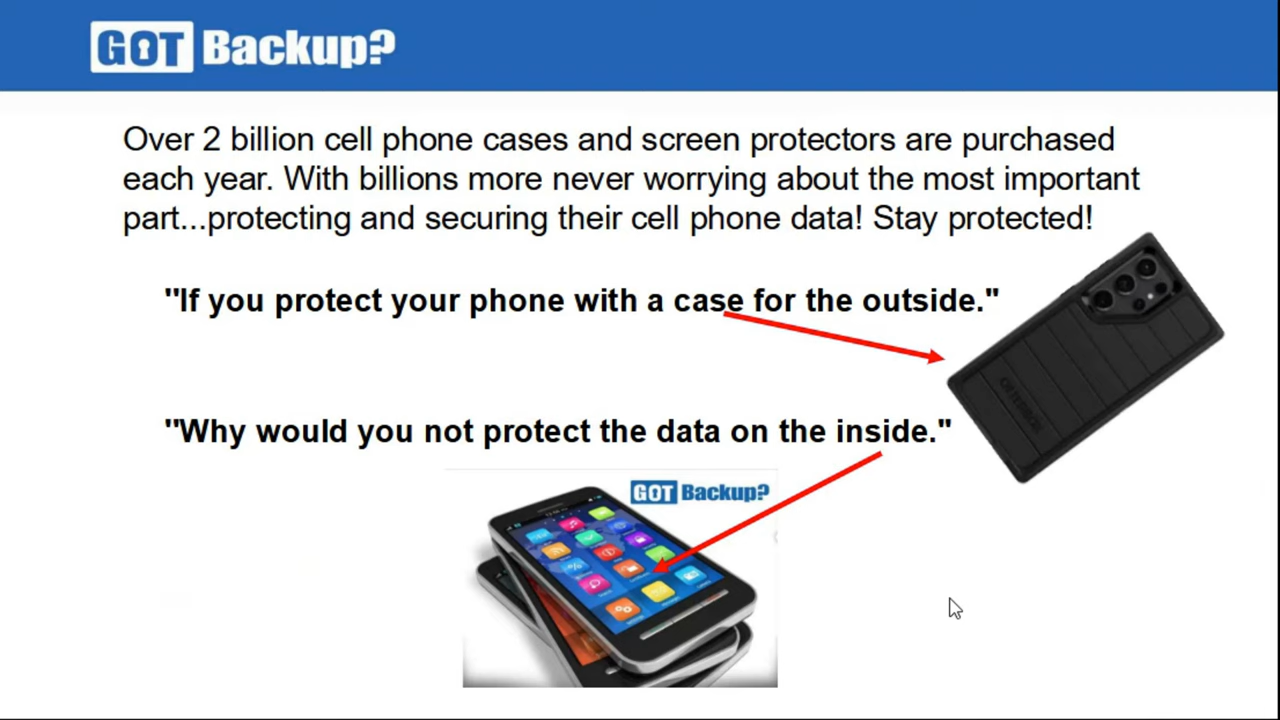 GOT Backup?
Over 2 billion cell phone cases and screen protectors are purchased
each year. With billions more never worrying about the most important
part...protecting and securing their cell phone data! Stay protected!
"If you protect your phone with a case for the outside."
"Why would you not protect the data on the inside."
GOT Backup?